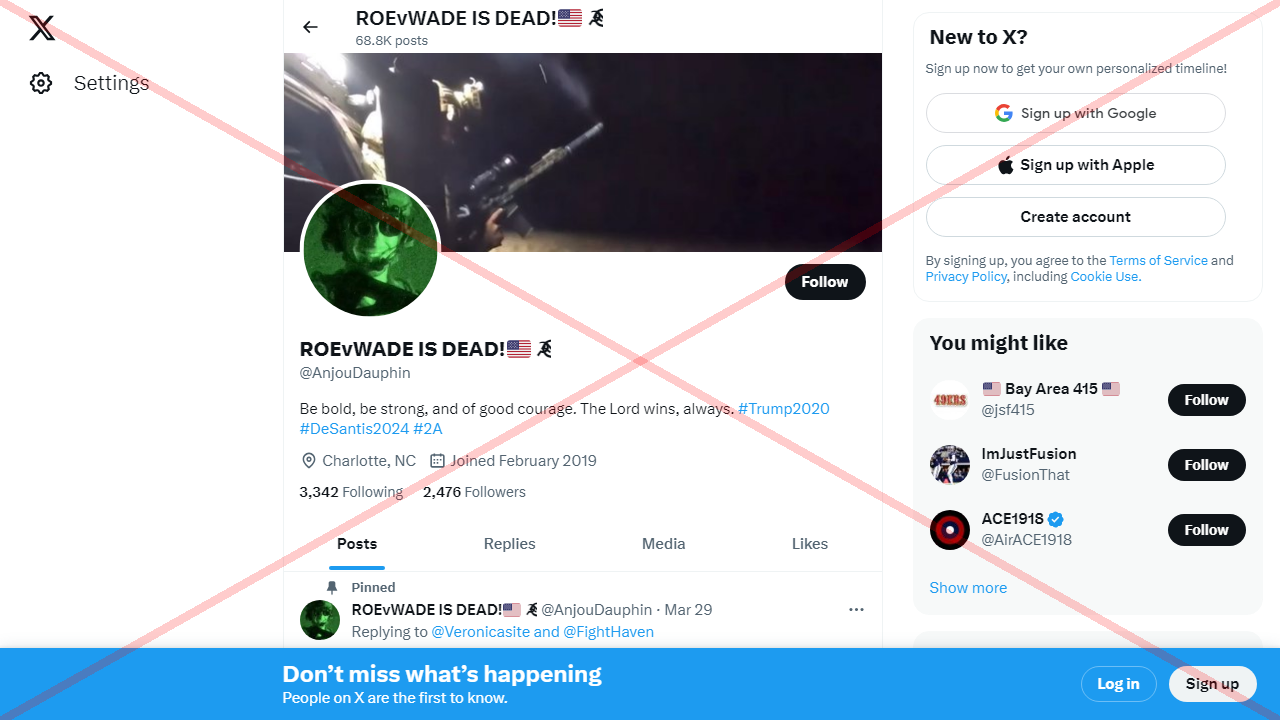 Settings
ROEvWADE IS DEAD!🇺🇸
68.8K posts
Follow
ROEvWADE IS DEAD!🇺🇸
@AnjouDauphin
Be bold, be strong, and of good courage. The Lord wins, always. #Trump2020
#DeSantis2024 #2A
Charlotte, NC Joined February 2019
3,342 Following 2,476 Followers
Posts Replies Media Likes
Pinned
ROEvWADE IS DEAD!🇺🇸 @AnjouDauphin · Mar 29
Replying to @Veronicasite and @FightHaven
New to X?
Sign up now to get your own personalized timeline!
Sign up with Google
Sign up with Apple
Create account
By signing up, you agree to the Terms of Service and
Privacy Policy, including Cookie Use.
You might like
🇺🇸 Bay Area 415 🇺🇸
@jsf415
Follow
49ERS
ImJustFusion
@FusionThat
Follow
ACE1918
@AirACE1918
Follow
Show more
Don’t miss what’s happening
People on X are the first to know.
Log in Sign up